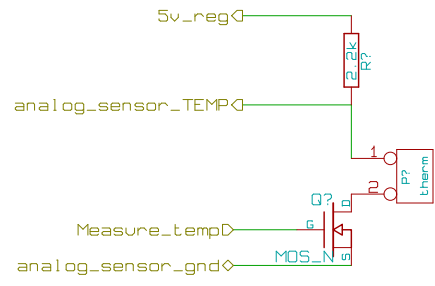 5v_reg
2.2k
R?
analog_sensor_TEMP
1
P?
therm
2
Q?
D
Measure_temp
G
MOS_N
S
analog_sensor_gnd